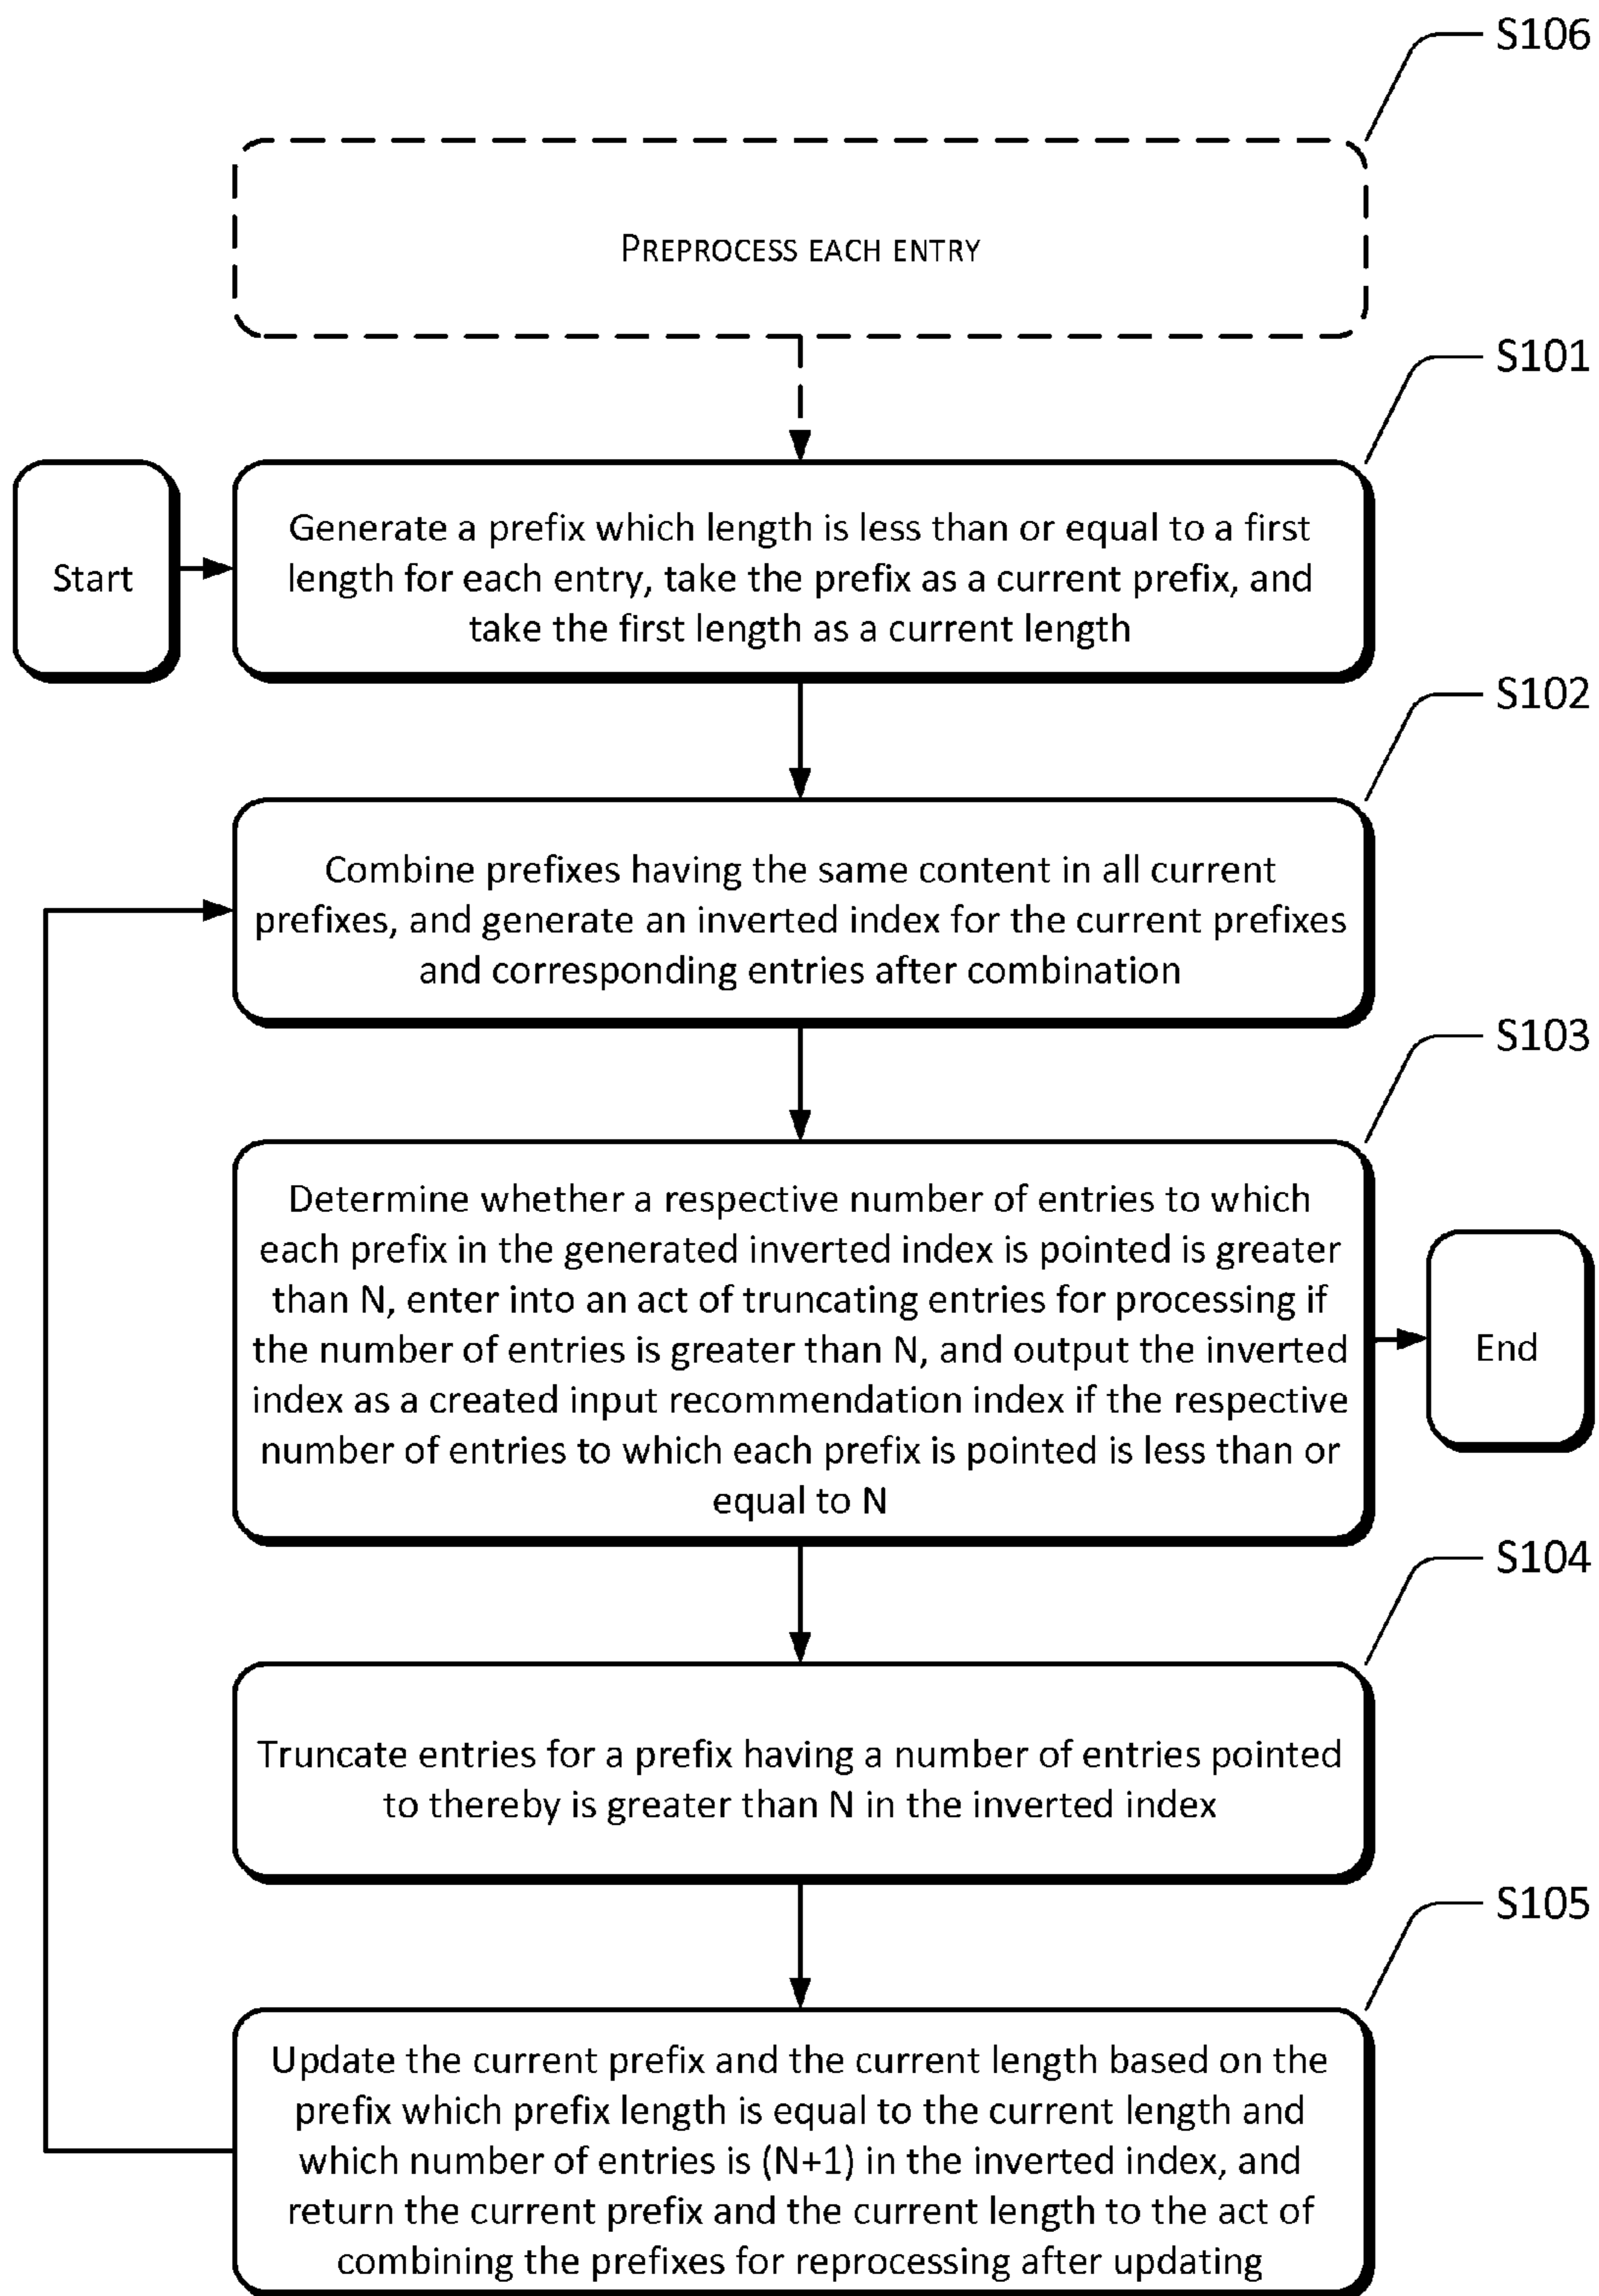 S106
PREPROCESS EACH ENTRY
S101
Start
Generate a prefix which length is less than or equal to a first
length for each entry, take the prefix as a current prefix, and
take the first length as a current length
S102
Combine prefixes having the same content in all current
prefixes, and generate an inverted index for the current prefixes
and corresponding entries after combination
S103
Determine whether a respective number of entries to which
each prefix in the generated inverted index is pointed is greater
than N, enter into an act of truncating entries for processing if
the number of entries is greater than N, and output the inverted
index as a created input recommendation index if the respective
number of entries to which each prefix is pointed is less than or
equal to N
End
S104
Truncate entries for a prefix having a number of entries pointed
to thereby is greater than N in the inverted index
S105
Update the current prefix and the current length based on the
prefix which prefix length is equal to the current length and
which number of entries is (N+1) in the inverted index, and
return the current prefix and the current length to the act of
combining the prefixes for reprocessing after updating